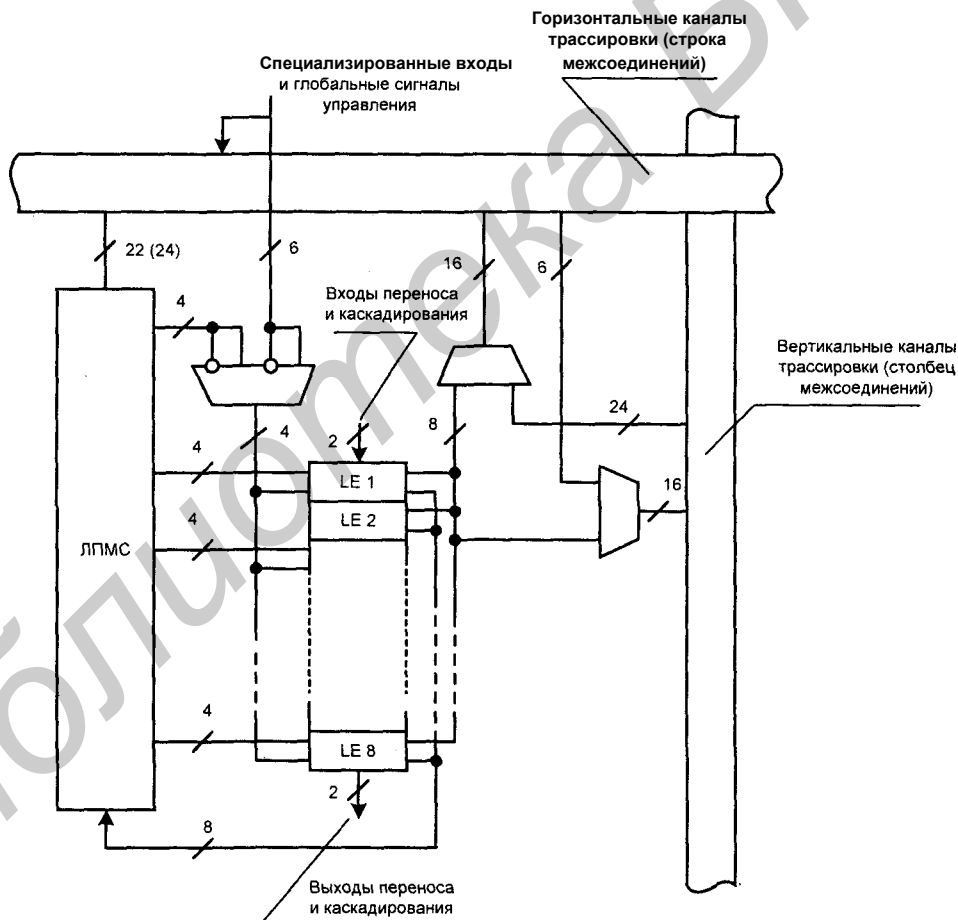 Горизонтальные каналы
трассировки (строка
межсоединений)
Специализированные входы
и глобальные сигналы
управления
22 (24)
6
16
6
4
Входы переноса
и каскадирования
Вертикальные каналы
трассировки (столбец
межсоединений)
24
4
2
8
4
LE 1
16
4
LE 2
ЛПМС
4
LE 8
2
8
Выходы переноса
и каскадирования